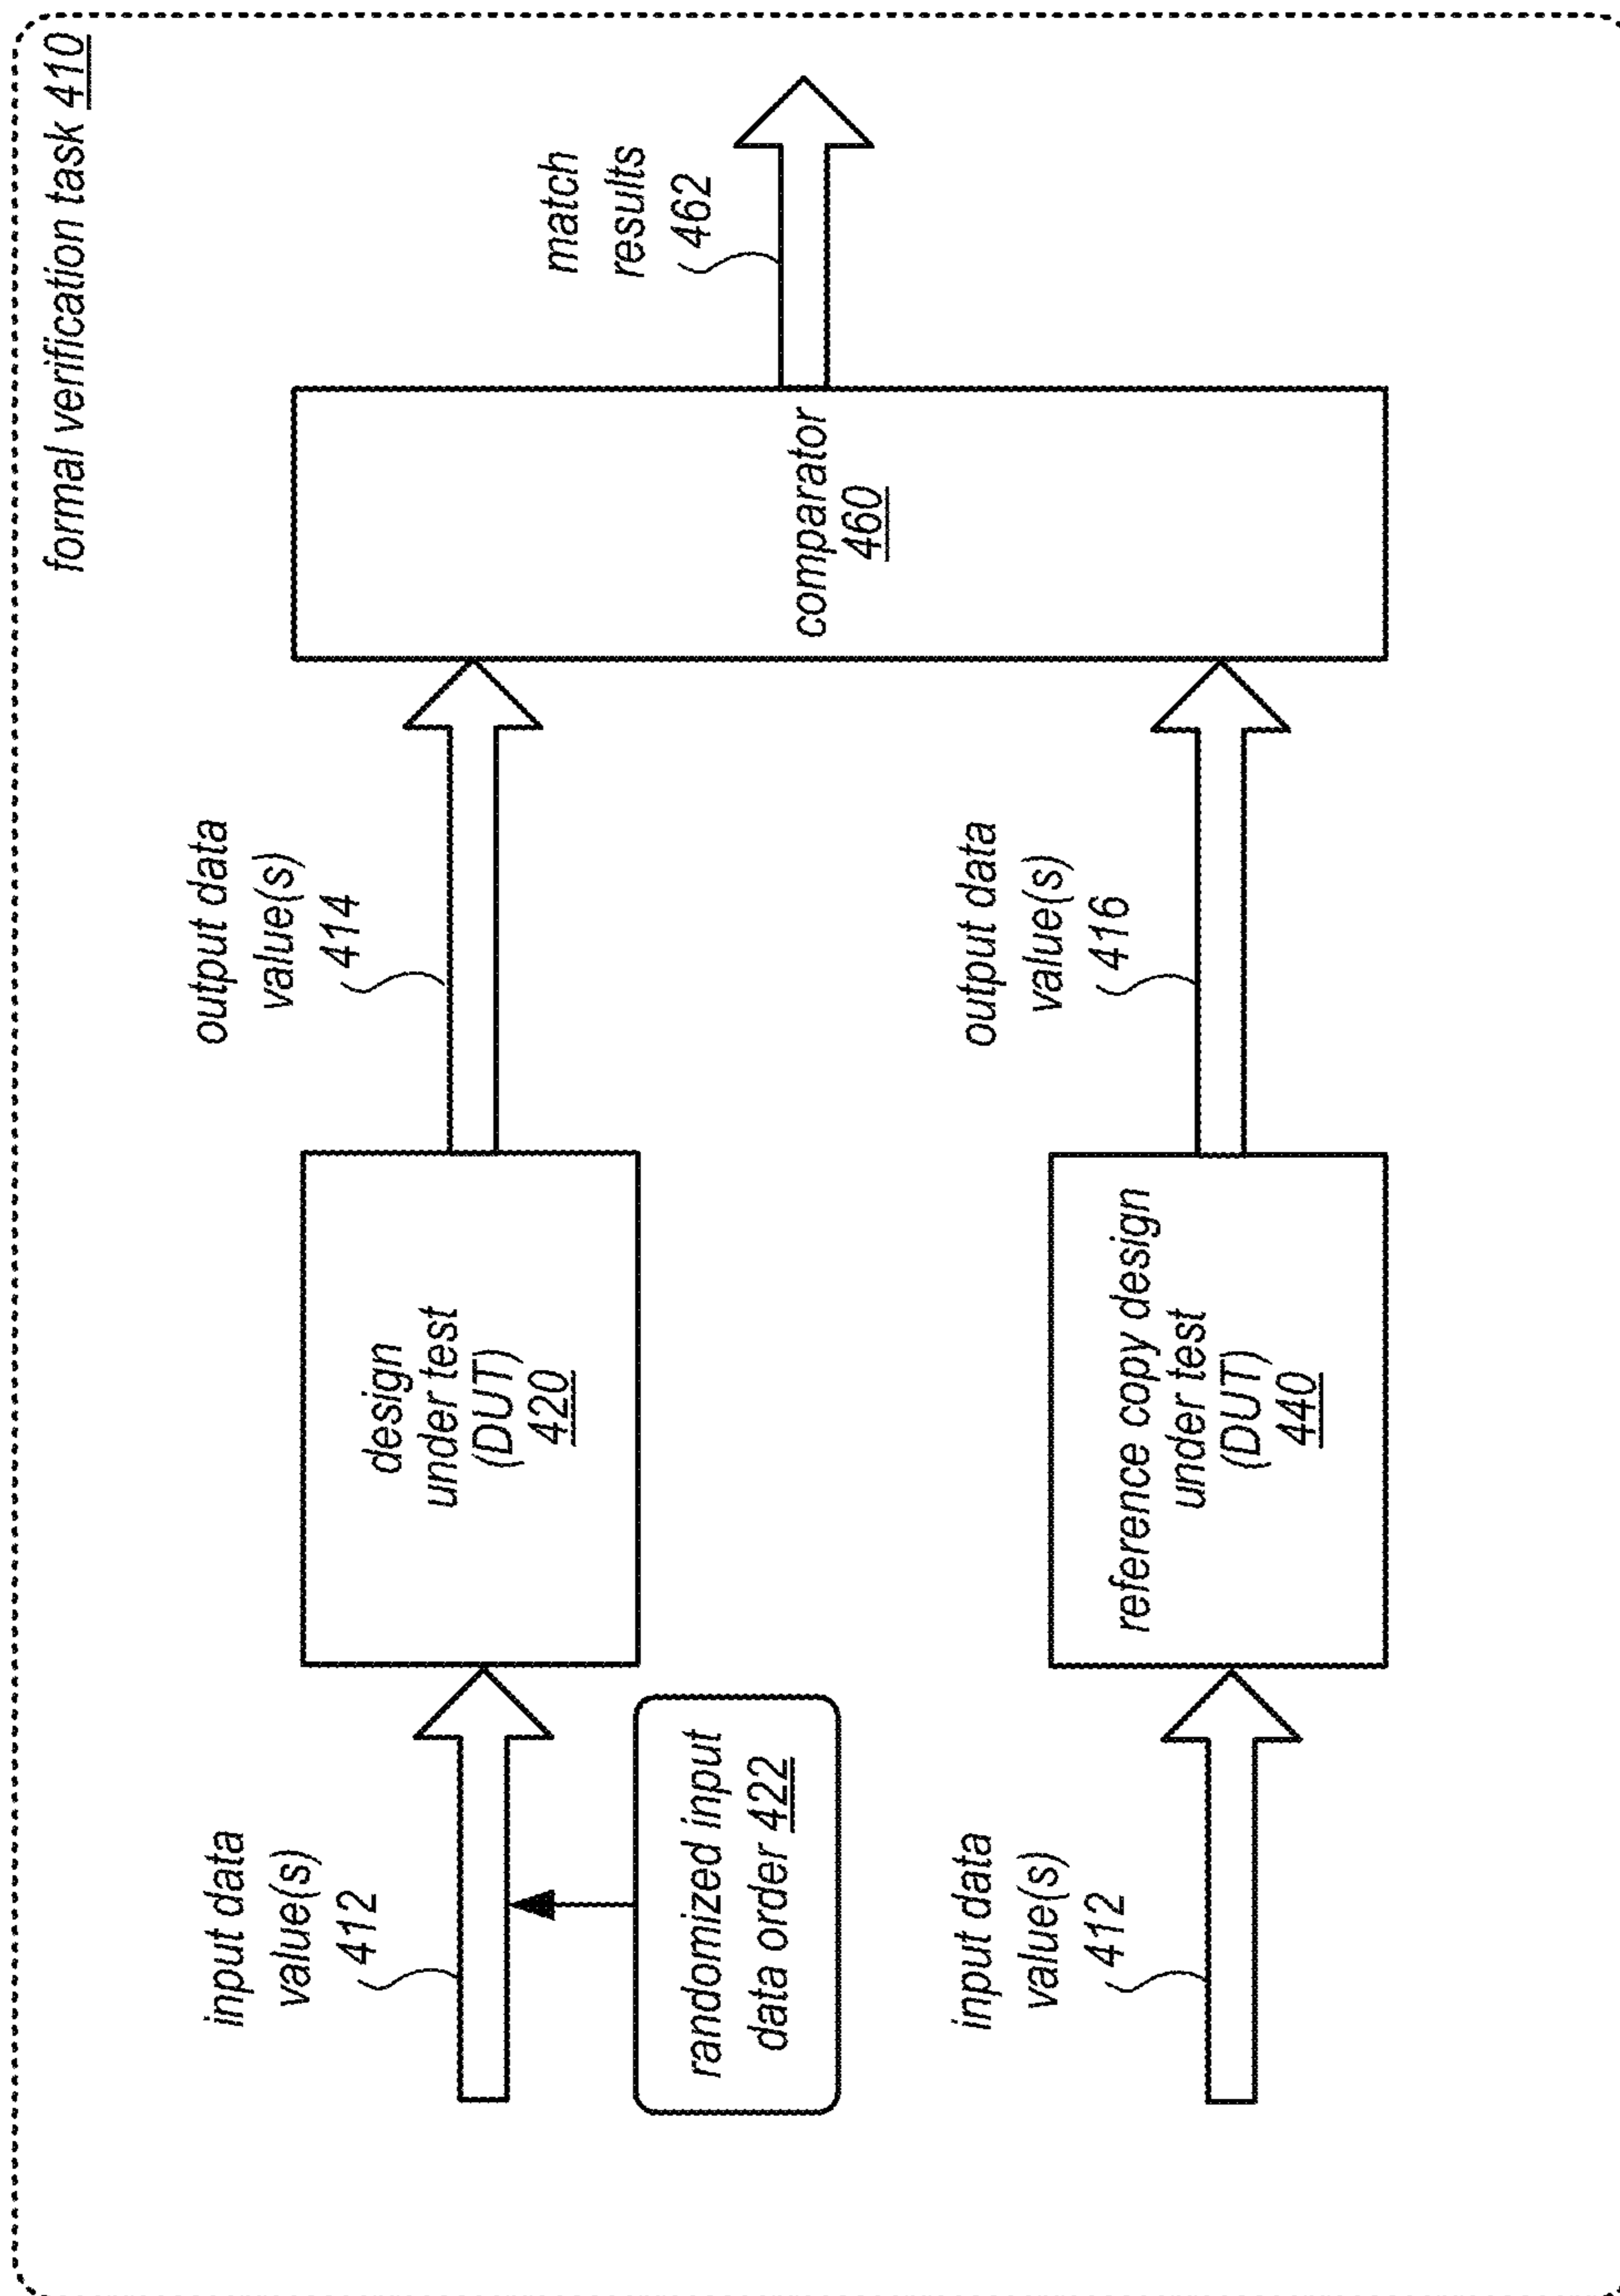 formal verification task 410
input data
value(s)
412
randomized input
data order 422
design
under test
(DUT)
420
output data
value(s)
414
input data
value(s)
412
reference copy design
under test
(DUT)
440
output data
value(s)
416
comparator
460
match
results
462